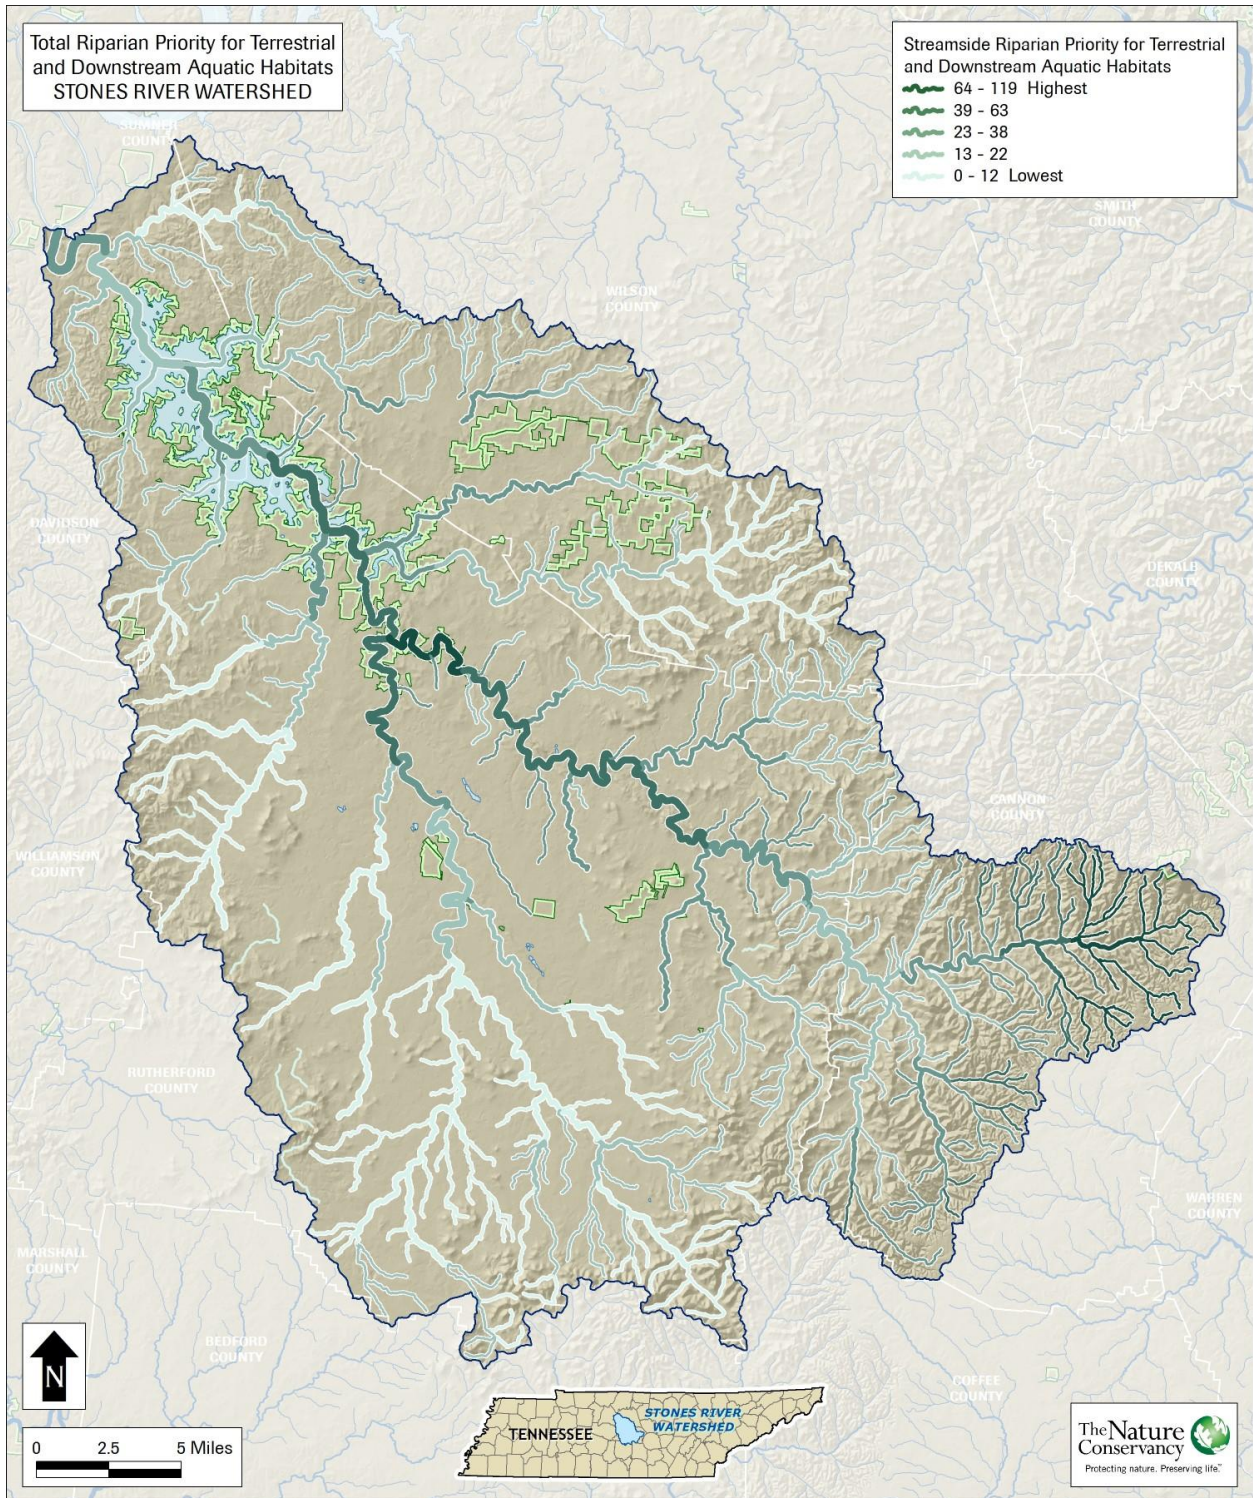 Total Riparian Priority for Terrestrial
and Downstream Aquatic Habitats
STONES RIVER WATERSHED
Streamside Riparian Priority for Terrestrial
and Downstream Aquatic Habitats
64 - 119 Highest
39 - 63
23 - 38
13 - 22
0 - 12 Lowest
SUMNER
COUNTY
SMITH
COUNTY
WILSON
COUNTY
DAVIDSON
COUNTY
DEKALB
COUNTY
CANNON
COUNTY
WILLIAMSON
COUNTY
RUTHERFORD
COUNTY
WARREN
COUNTY
MARSHALL
COUNTY
BEDFORD
COUNTY
COFFEE
COUNTY
N
0 2.5 5 Miles
TENNESSEE
STONES RIVER
WATERSHED
The Nature
Conservancy
Protecting nature. Preserving life.™